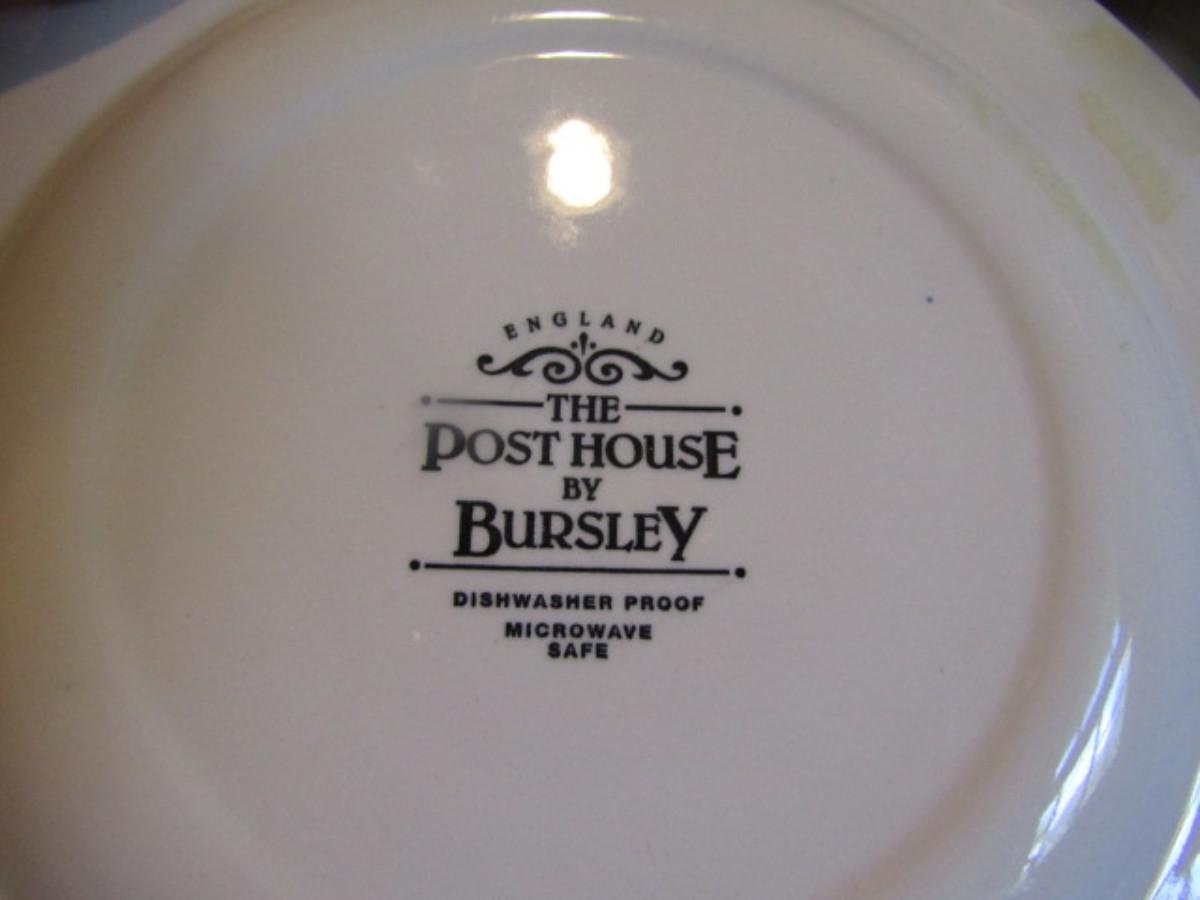 ENGLAND
THE
POST HOUSE
BY
BURSLEY
DISHWASHER PROOF
MICROWAVE
SAFE